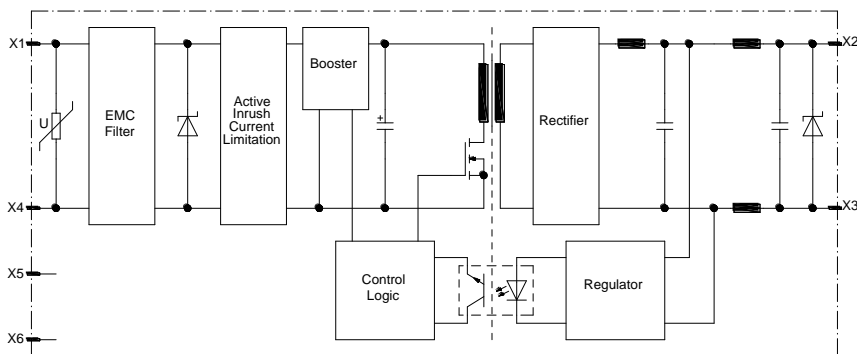 X1
X2
Booster
EMC
Filter
Active
Inrush
Current
Limitation
Rectifier
U
+
X4
X3
X5
Control
Logic
Regulator
X6